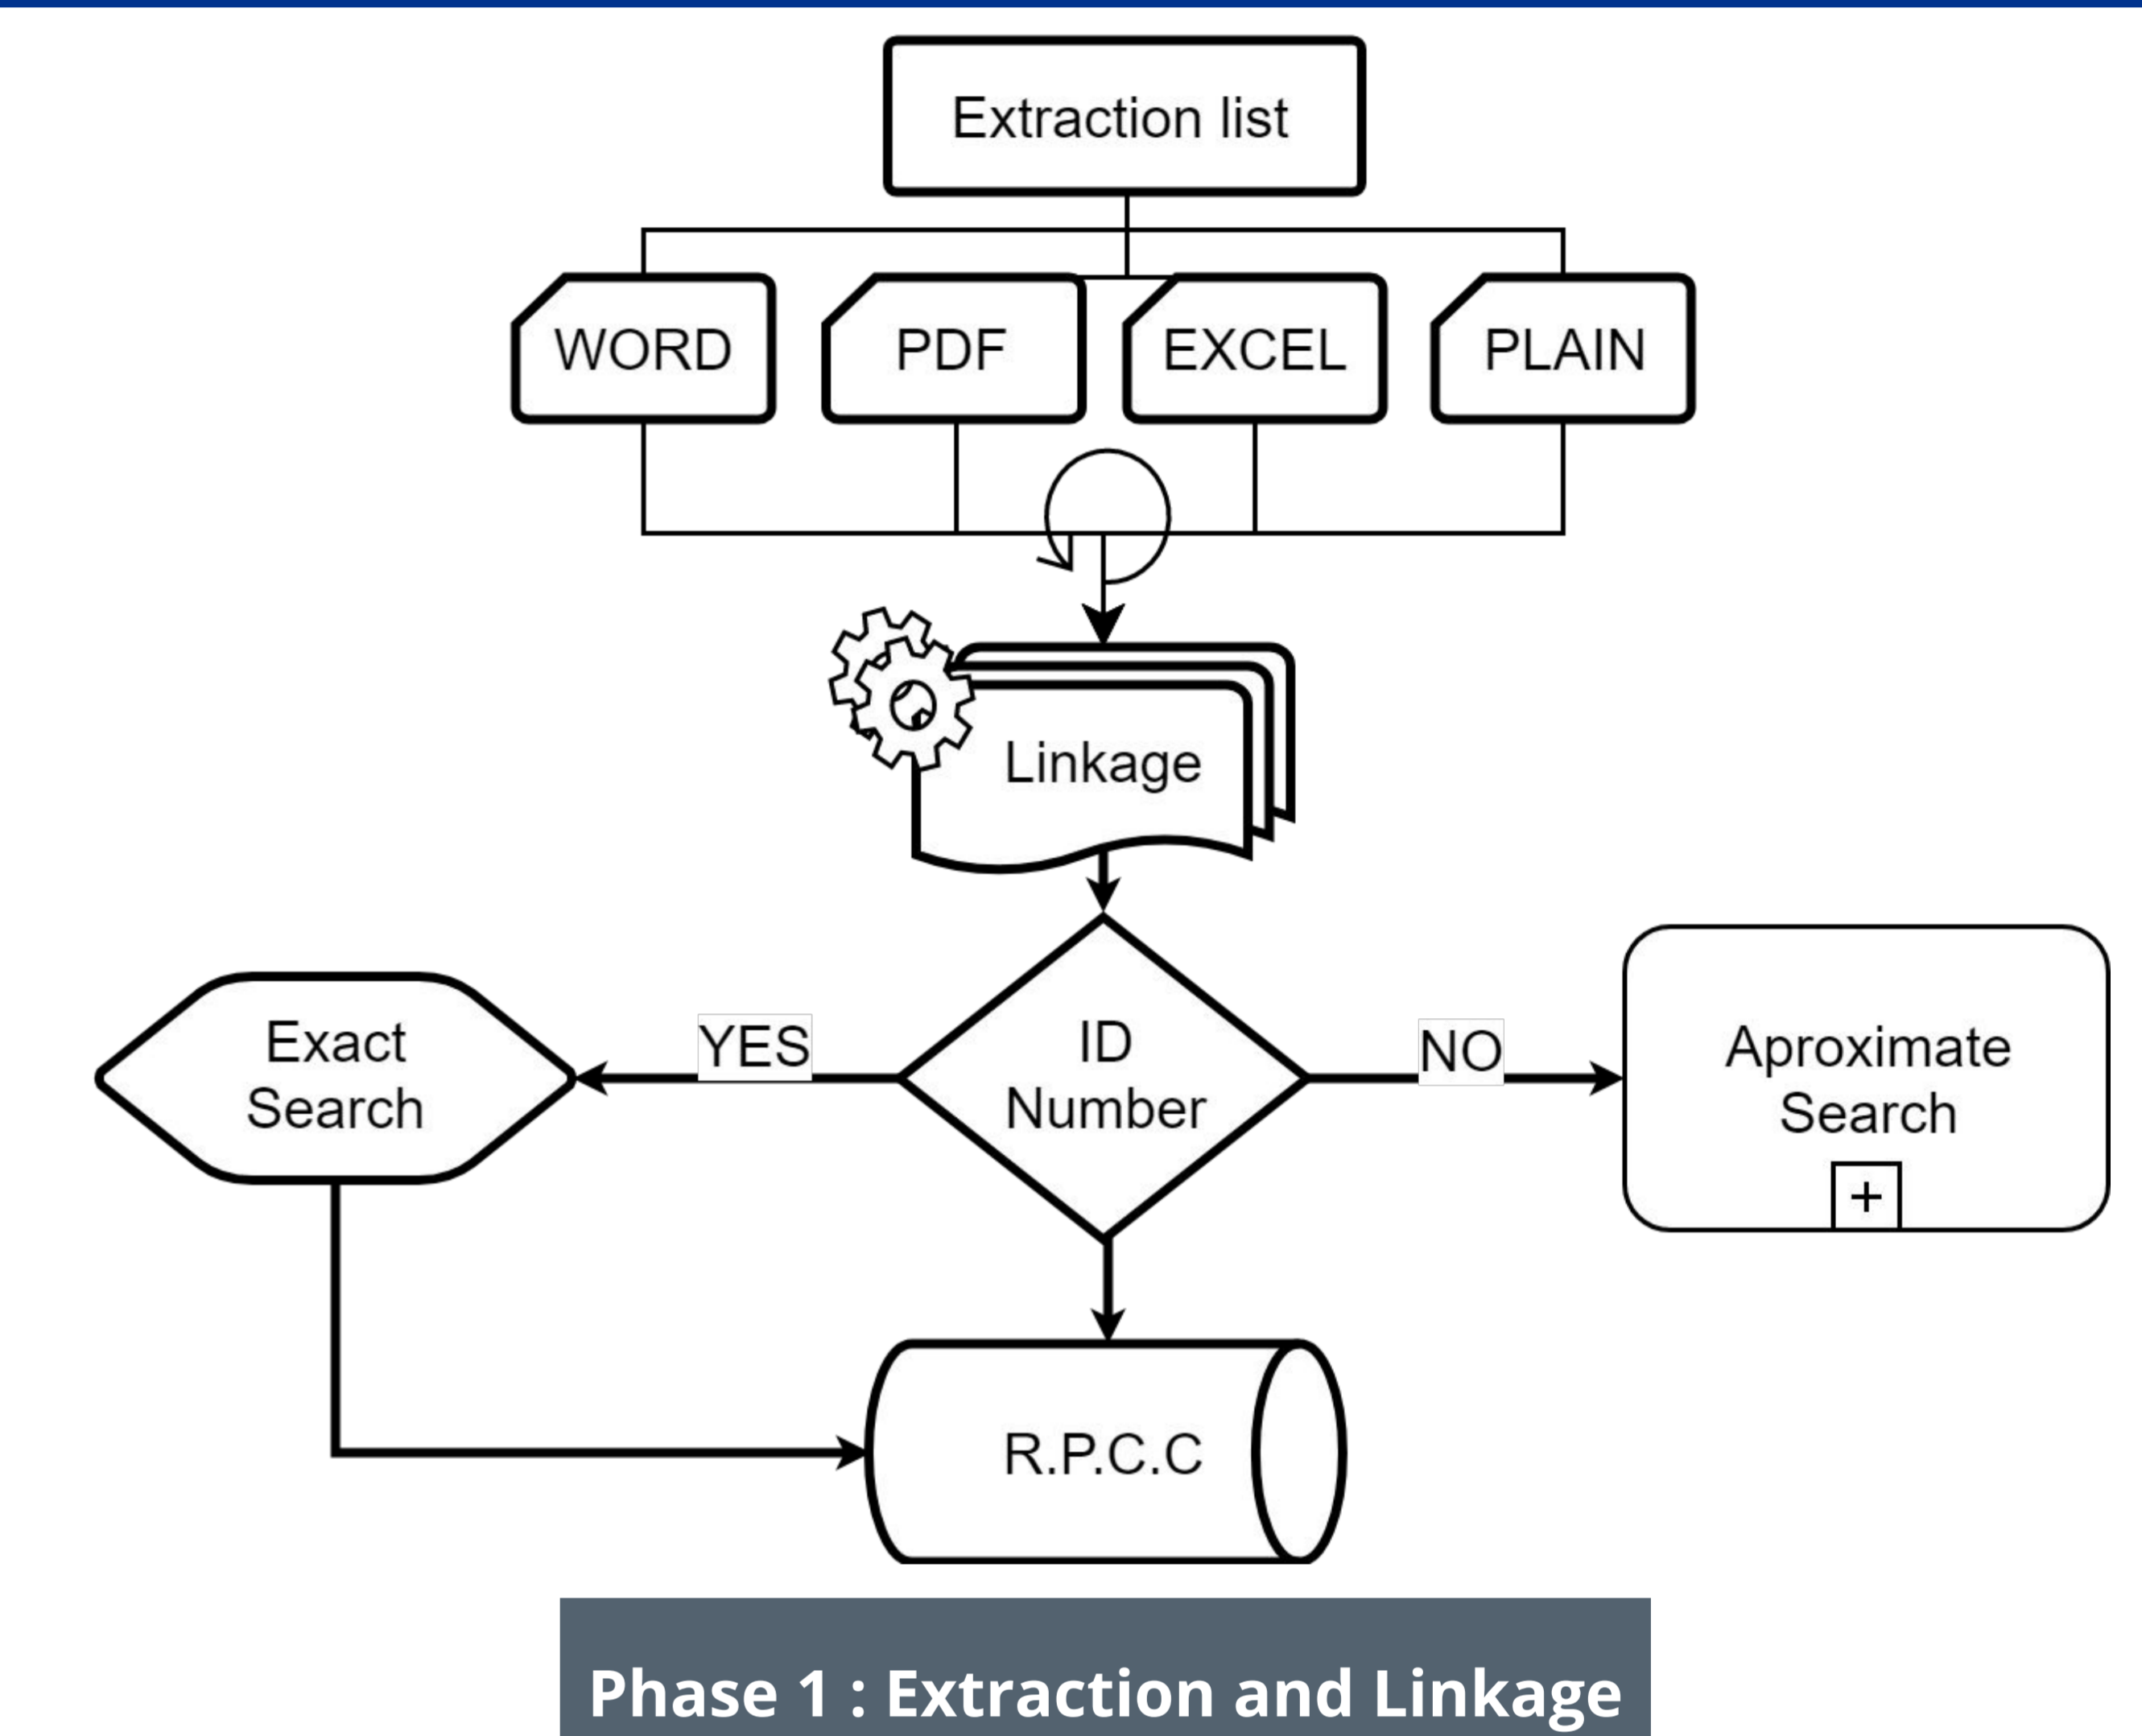 Extraction list
WORD
PDF
EXCEL
PLAIN
Linkage
Exact
Search
YES
ID
Number
NO
Aproximate
Search
+
R.P.C.C
Phase 1 : Extraction and Linkage